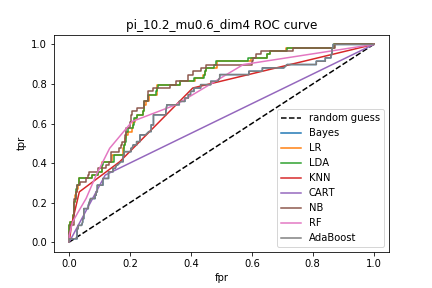 pi_10.2_mu0.6_dim4 ROC curve
1.0
0.8
0.6
0.4
0.2
0.0
tpr
random guess
Bayes
LR
LDA
KNN
CART
NB
RF
AdaBoost
0.0 0.2 0.4 0.6 0.8 1.0
fpr